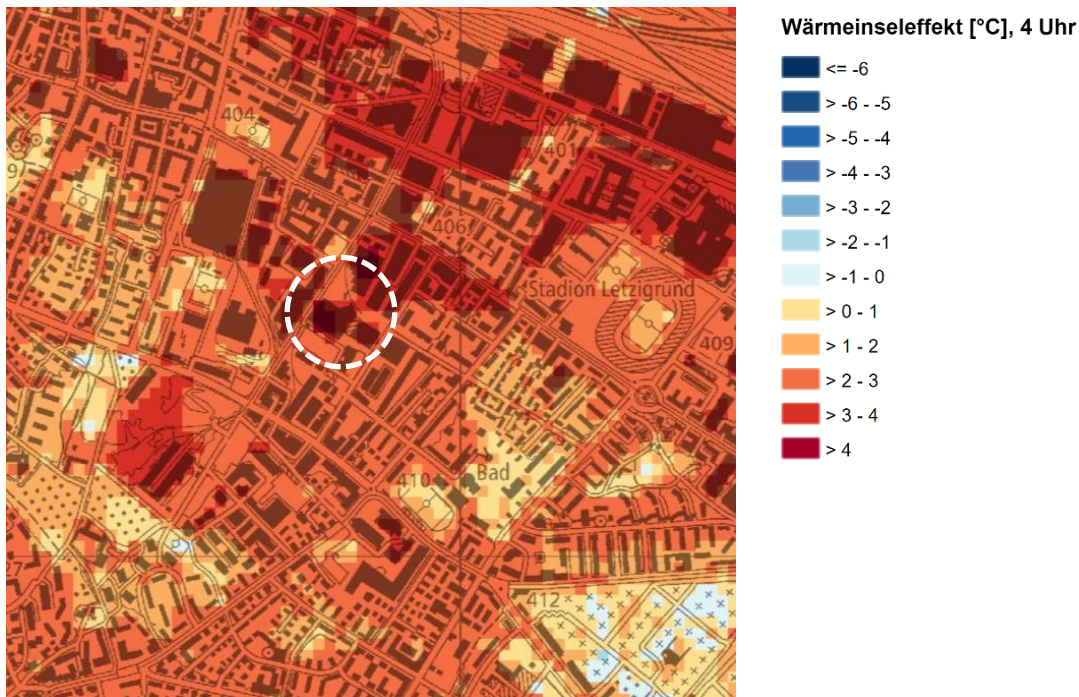 Wärmeinseleffekt [°C], 4 Uhr
<= -6
> -6 - -5
> -5 - -4
> -4 - -3
> -3 - -2
> -2 - -1
> -1 - 0
> 0 - 1
> 1 - 2
> 2 - 3
> 3 - 4
> 4
404
401
9
406
Stadion Letzigrund
409
410
Bad
412